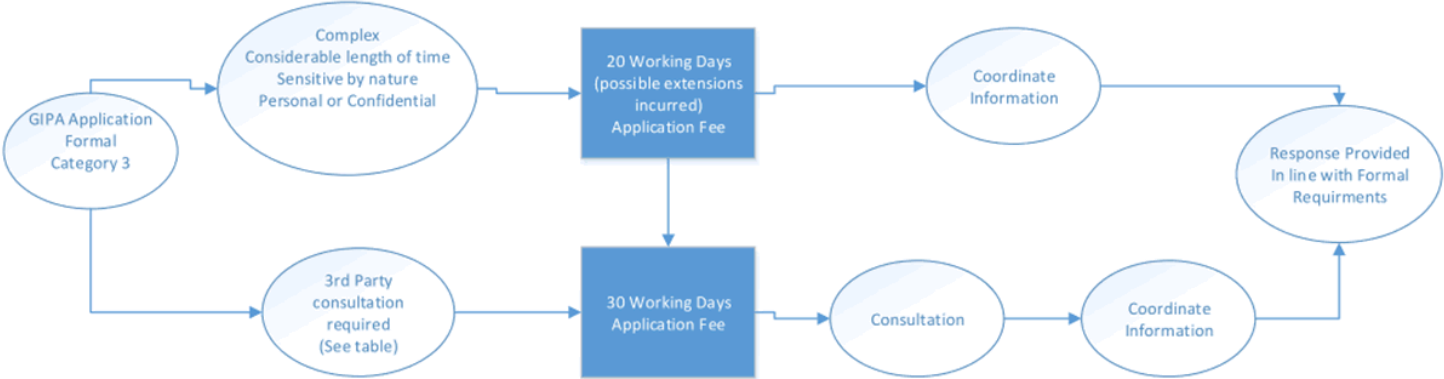 GIPA Application
Formal
Category 3
Complex
Considerable length of time
Sensitive by nature
Personal or Confidential
20 Working Days
(possible extensions
incurred)
Application Fee
Coordinate
Information
Response Provided
In line with Formal
Requirments
3rd Party
consultation
required
(See table)
30 Working Days
Application Fee
Consultation
Coordinate
Information